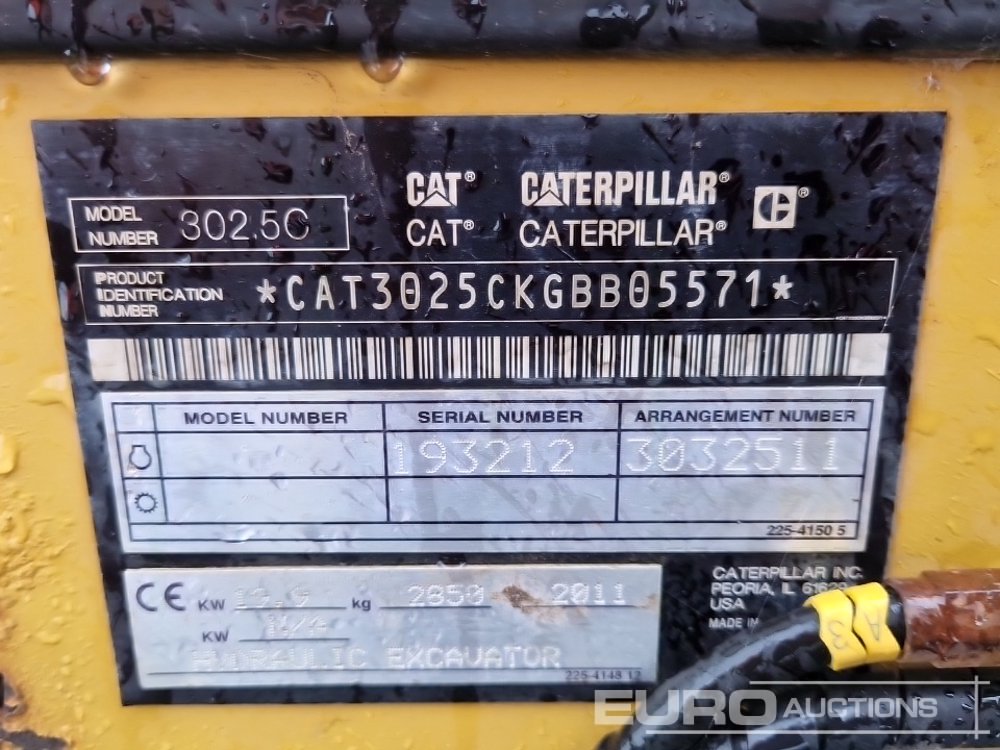 CAT® CATERPILLAR® C®
CAT® CATERPILLAR®
MODEL NUMBER 302.5C
PRODUCT IDENTIFICATION NUMBER *CAT3025CKGBB05571*
MODEL NUMBER SERIAL NUMBER ARRANGEMENT NUMBER
193212 3032511
225-4150 5
CE KW 19.9 kg 2850 2011
KW N/A
HYDRAULIC EXCAVATOR
225-4148 12
CATERPILLAR INC.
PEORIA, IL
USA
MADE IN
A3
EURO AUCTIONS